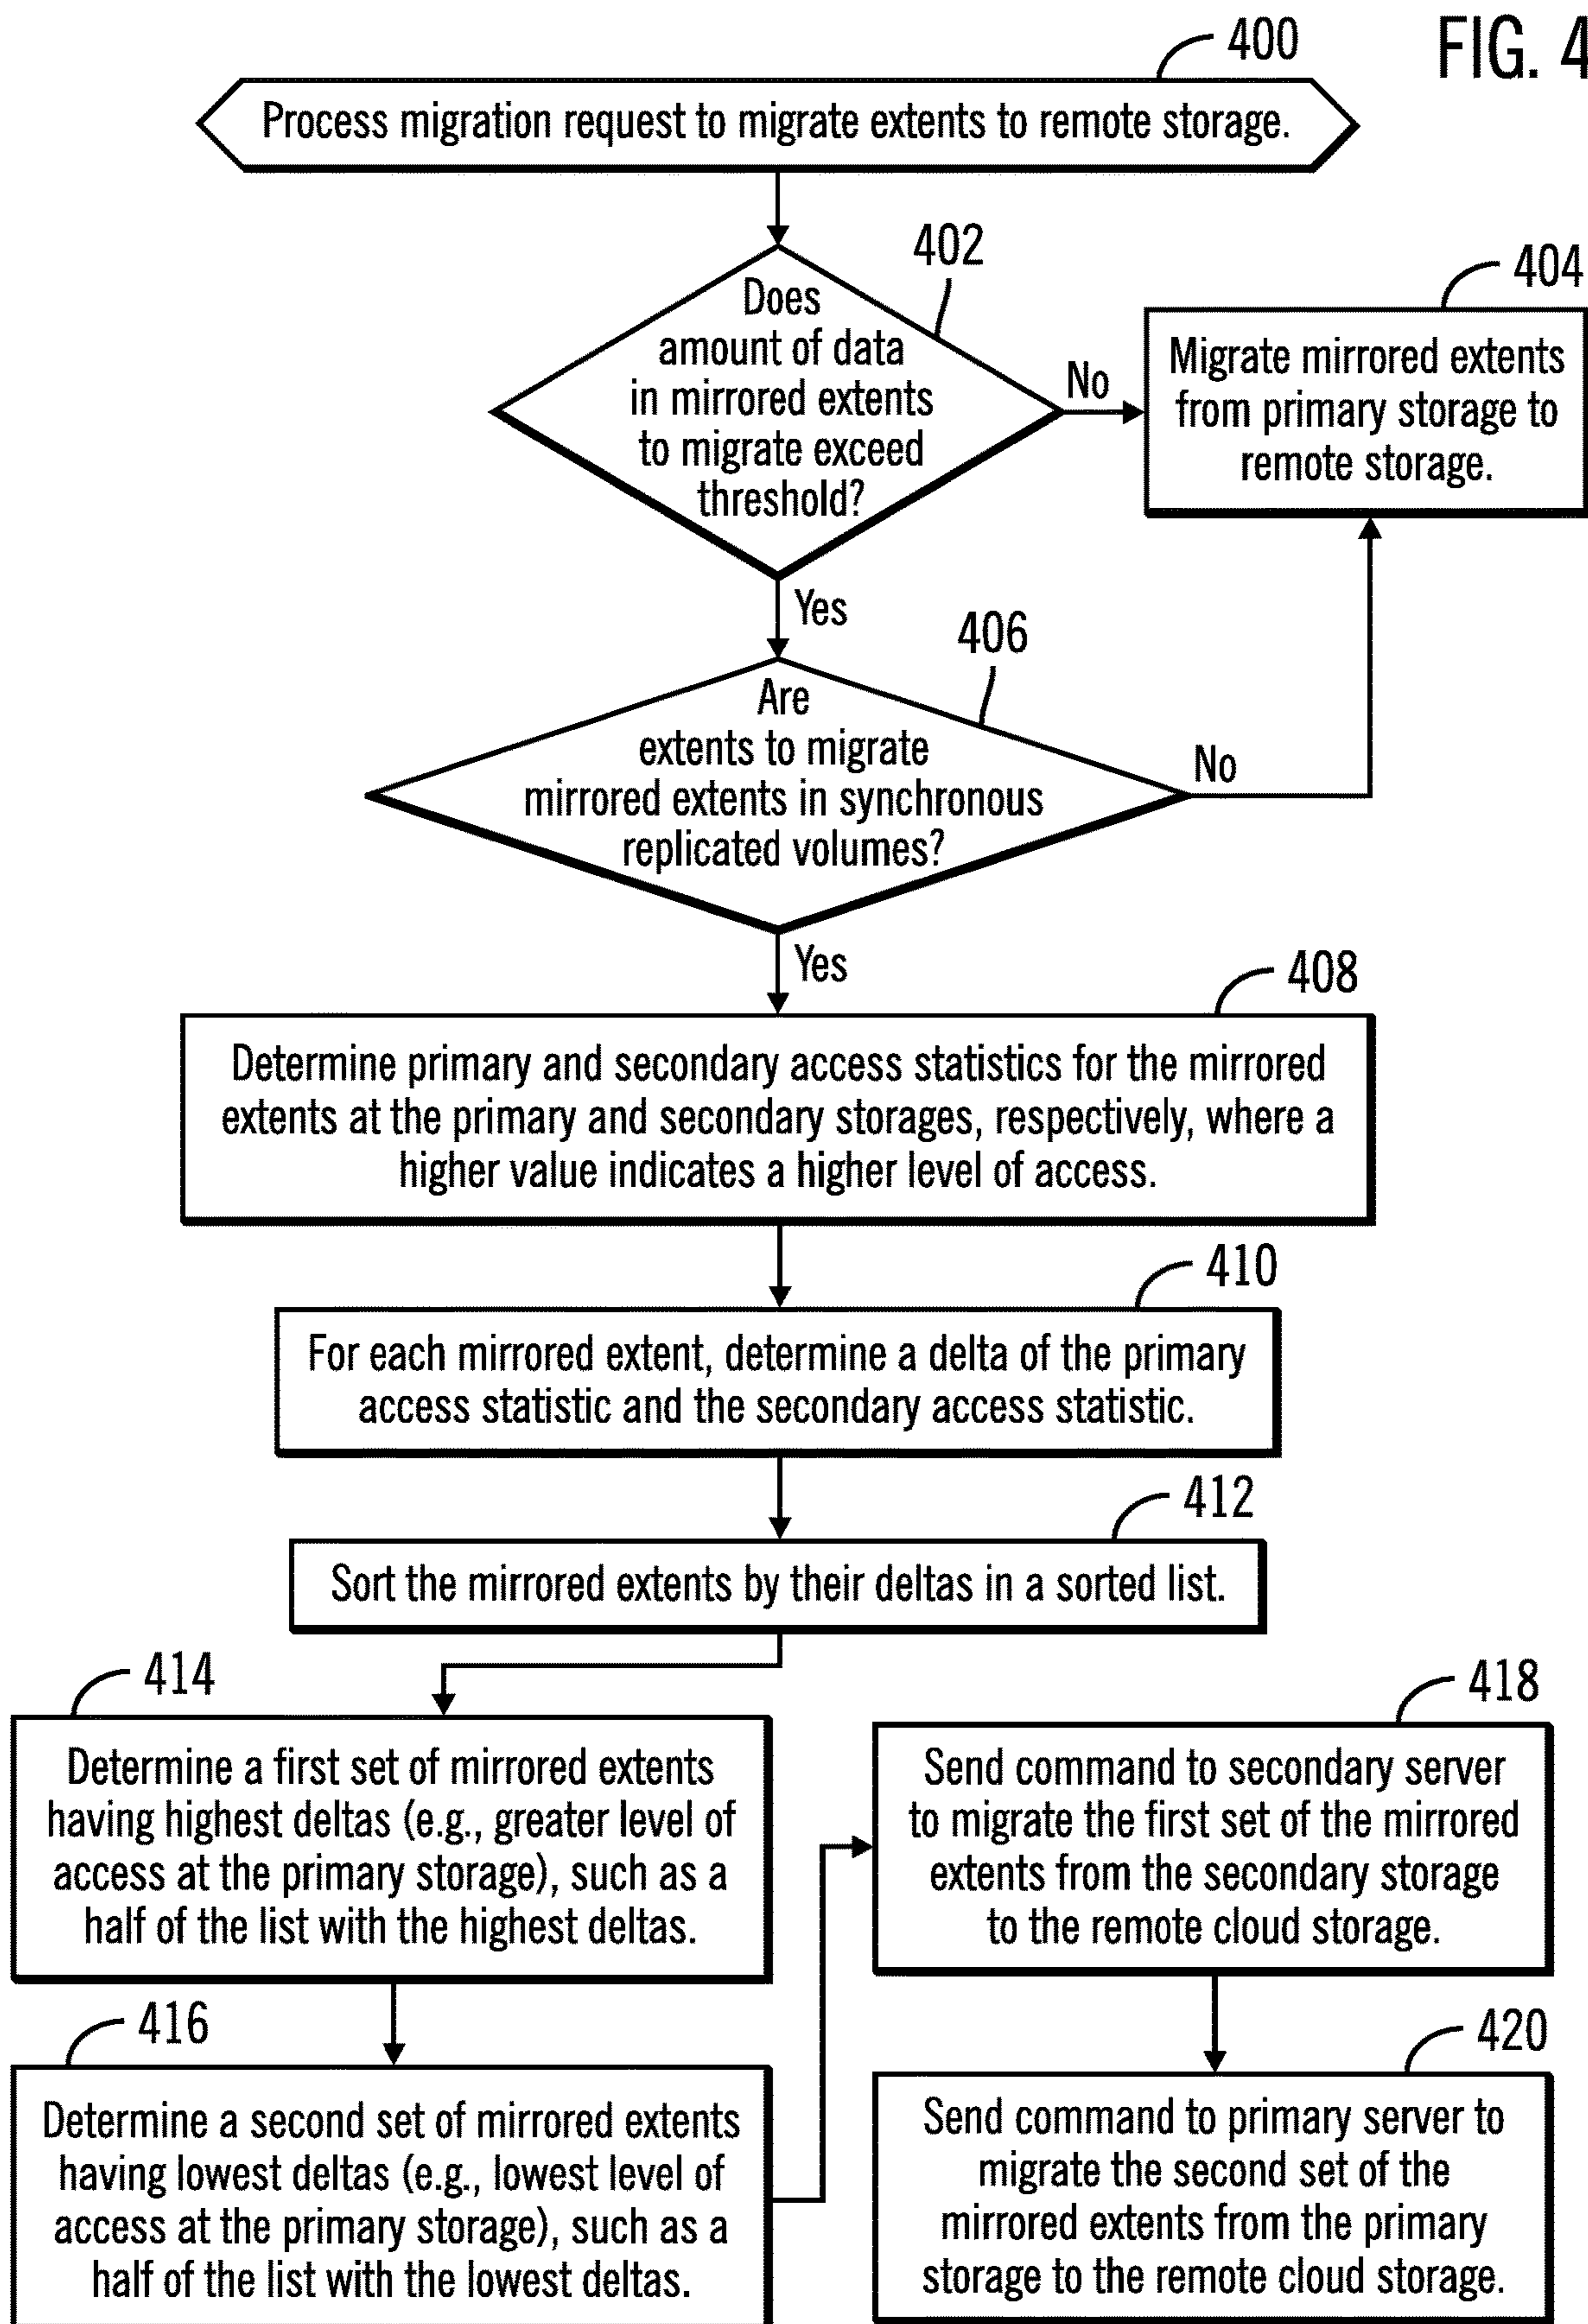 FIG. 4
400
Process migration request to migrate extents to remote storage.
402
Does
amount of data
in mirrored extents
to migrate exceed
threshold?
No
404
Migrate mirrored extents
from primary storage to
remote storage.
Yes
406
Are
extents to migrate
mirrored extents in synchronous
replicated volumes?
No
Yes
408
Determine primary and secondary access statistics for the mirrored
extents at the primary and secondary storages, respectively, where a
higher value indicates a higher level of access.
410
For each mirrored extent, determine a delta of the primary
access statistic and the secondary access statistic.
412
Sort the mirrored extents by their deltas in a sorted list.
414
Determine a first set of mirrored extents
having highest deltas (e.g., greater level of
access at the primary storage), such as a
half of the list with the highest deltas.
416
Determine a second set of mirrored extents
having lowest deltas (e.g., lowest level of
access at the primary storage), such as a
half of the list with the lowest deltas.
418
Send command to secondary server
to migrate the first set of the mirrored
extents from the secondary storage
to the remote cloud storage.
420
Send command to primary server to
migrate the second set of the
mirrored extents from the primary
storage to the remote cloud storage.